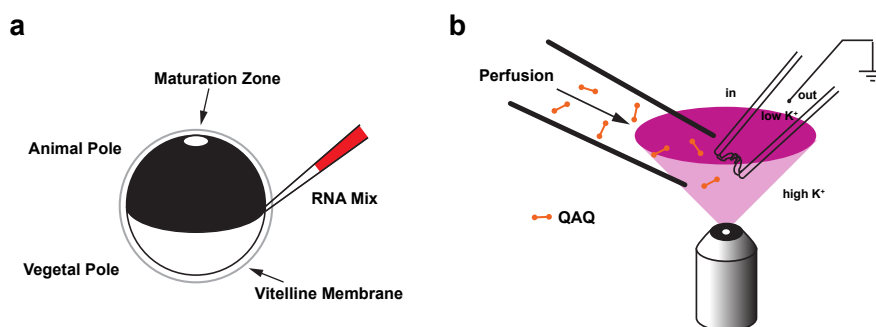 a
Maturation Zone
Animal Pole
RNA Mix
Vegetal Pole
Vitelline Membrane
b
Perfusion
in
out
low K⁺
high K⁺
QAQ